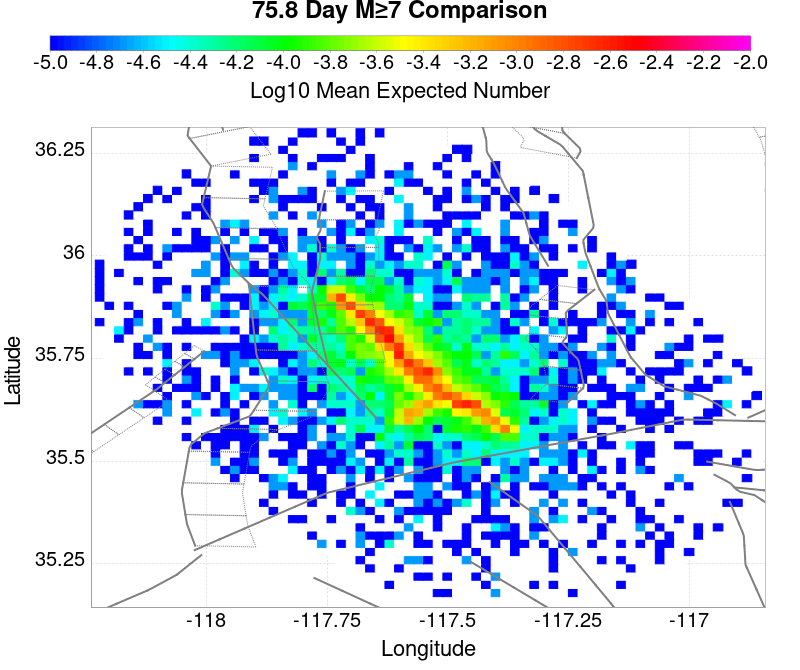 75.8 Day M≥7 Comparison
-5.0 -4.8 -4.6 -4.4 -4.2 -4.0 -3.8 -3.6 -3.4 -3.2 -3.0 -2.8 -2.6 -2.4 -2.2 -2.0
Log10 Mean Expected Number
36.25
36
35.75
35.5
35.25
Latitude
-118 -117.75 -117.5 -117.25 -117
Longitude